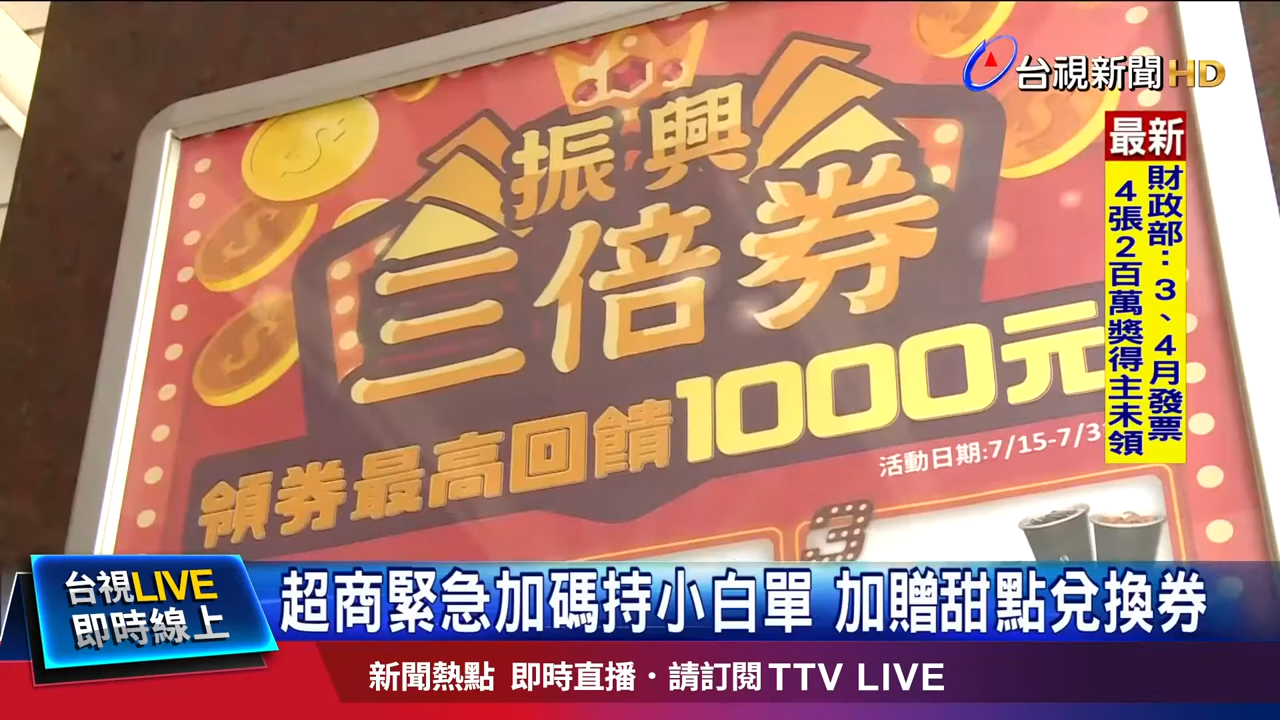 台視新聞HD
最新
財政部：3、4月發票
4張2百萬獎得主未領
振興
三倍券
領券最高回饋1000元
活動日期:7/15-7/3
3
台視LIVE
即時線上
超商緊急加碼持小白單 加贈甜點兌換券
新聞熱點 即時直播·請訂閱TTV LIVE